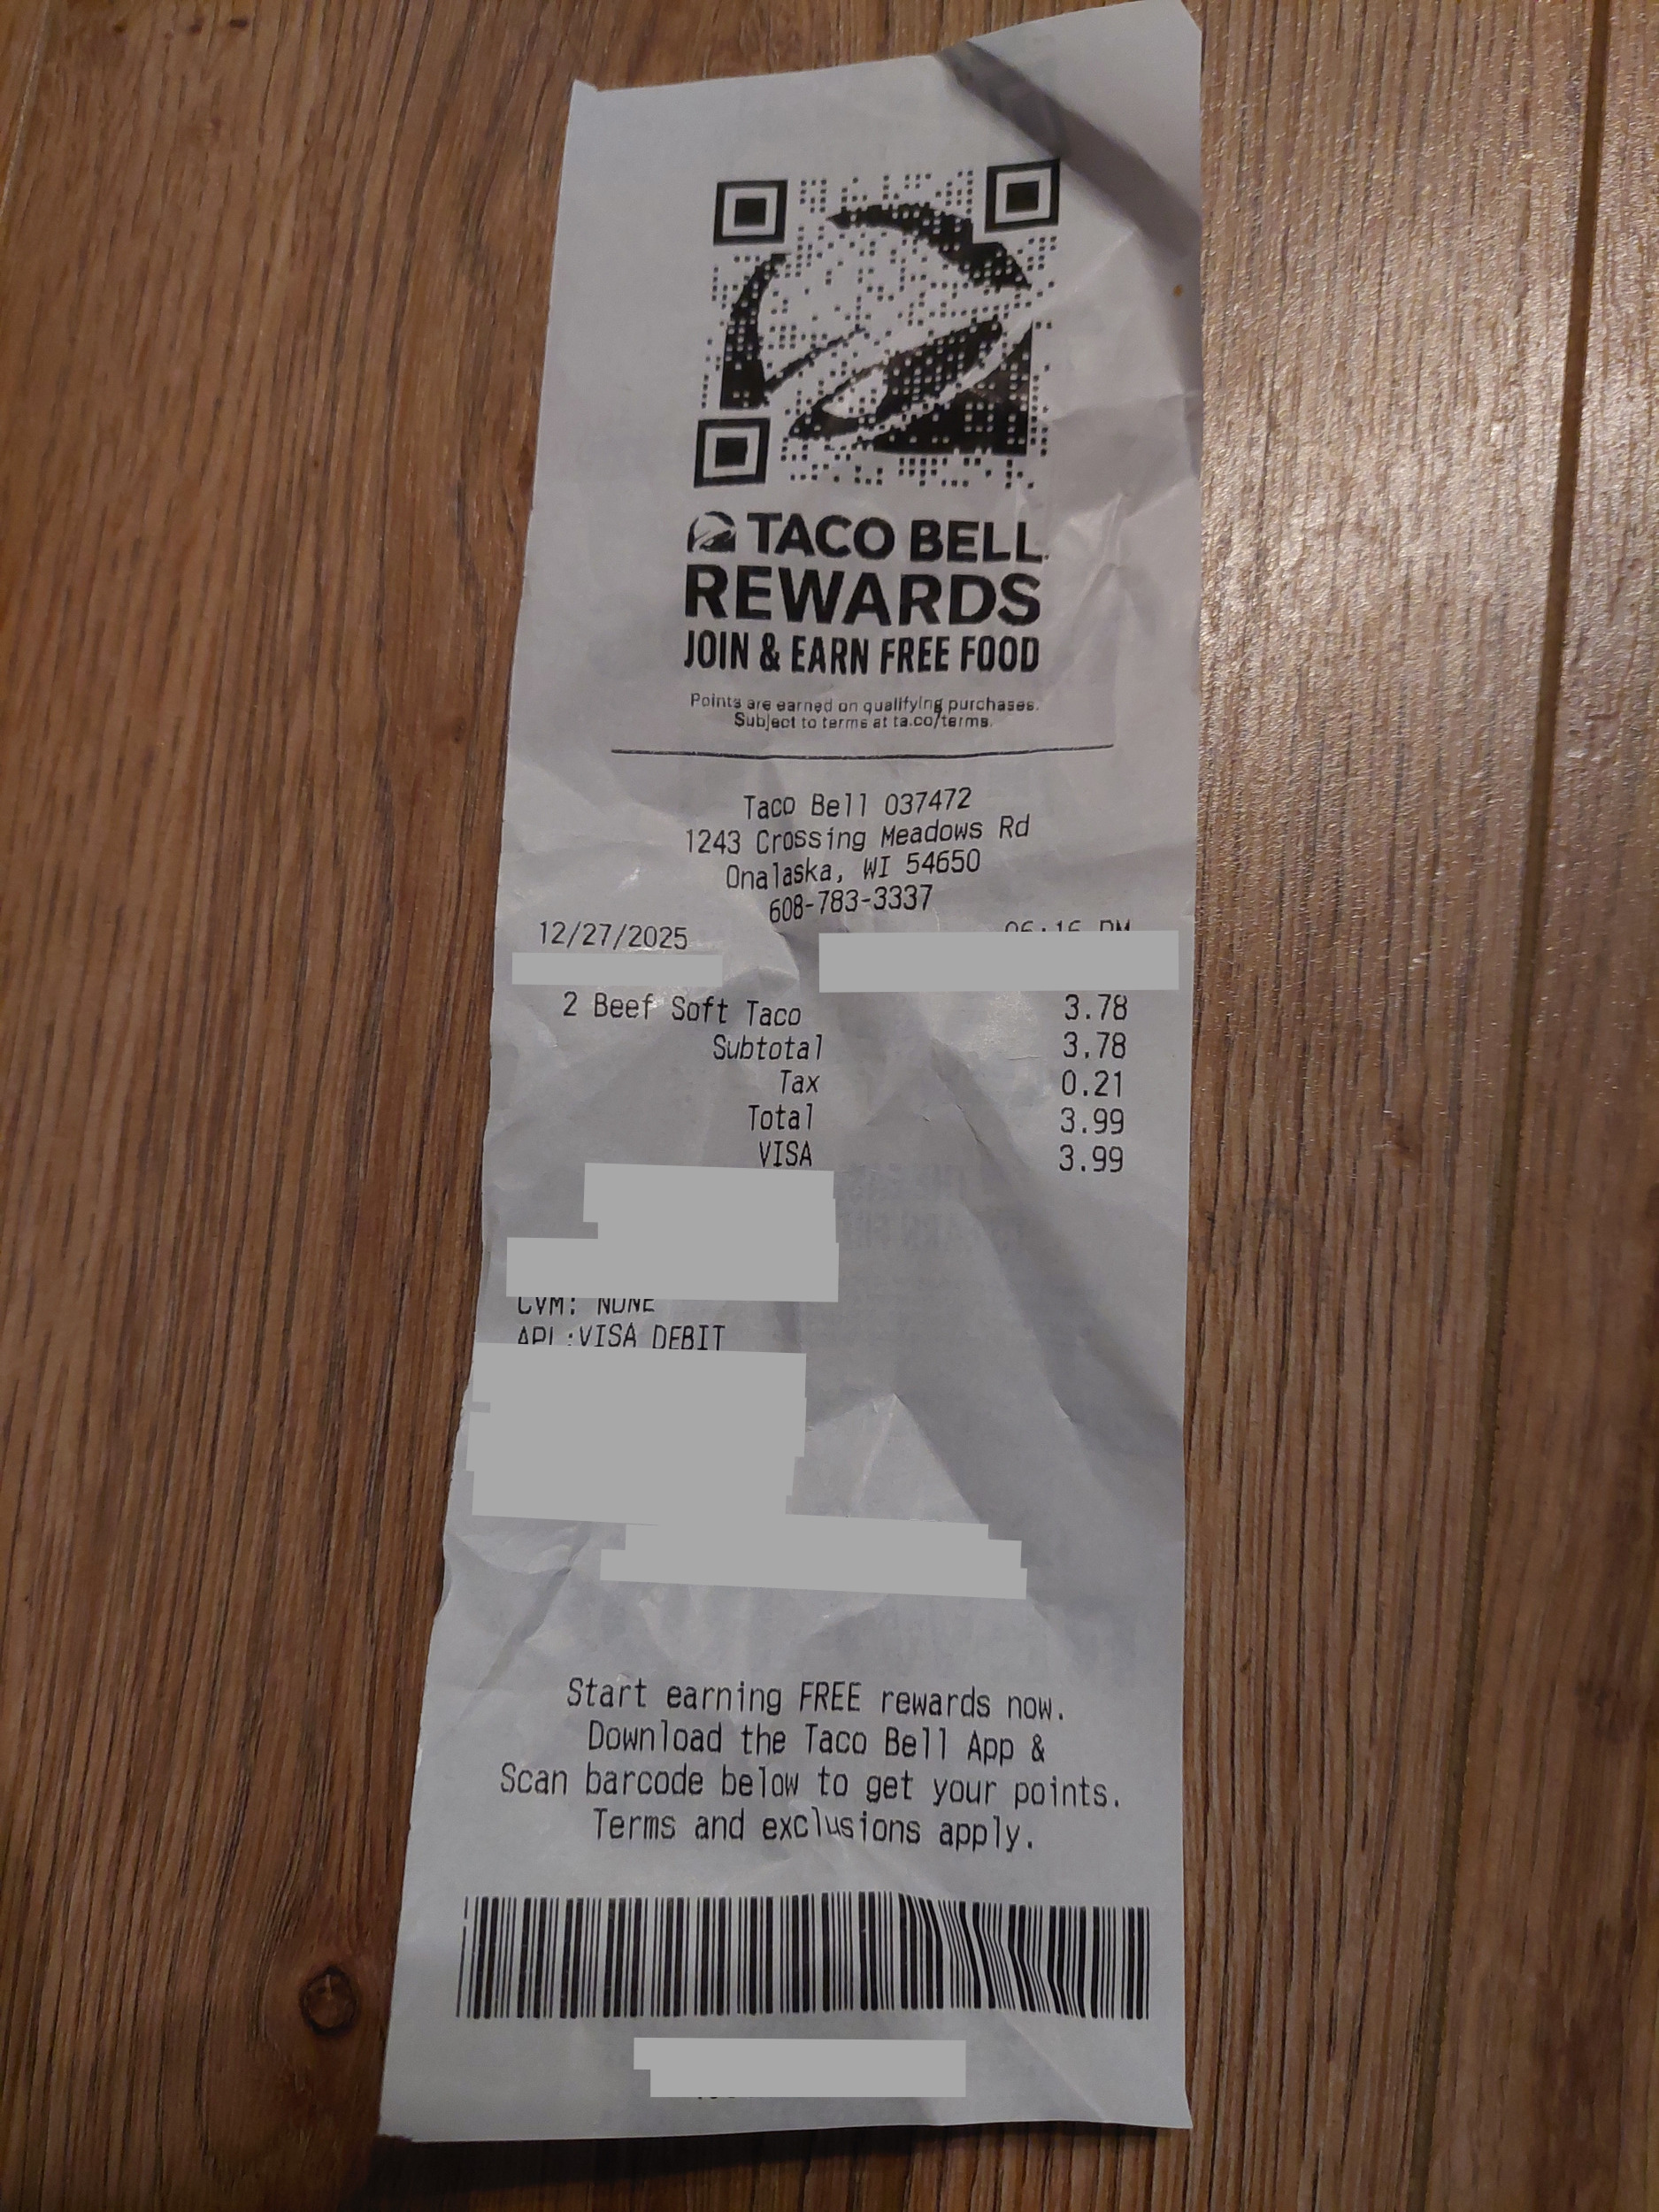 TACO BELL
REWARDS
JOIN & EARN FREE FOOD
Points are earned on qualifying purchases.
Subject to terms at ta.co/terms.
Taco Bell 037472
1243 Crossing Meadows Rd
Onalaska, WI 54650
608-783-3337
12/27/2025 06:16 PM
2 Beef Soft Taco 3.78
Subtotal 3.78
Tax 0.21
Total 3.99
VISA 3.99
CVM: NONE
APL:VISA DEBIT
Start earning FREE rewards now.
Download the Taco Bell App &
Scan barcode below to get your points.
Terms and exclusions apply.